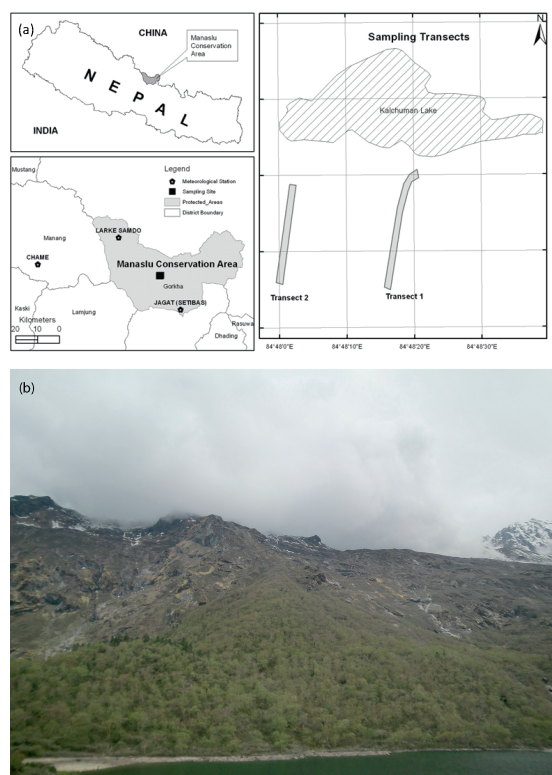 (a)
CHINA
Manaslu
Conservation
Area
NEPAL
INDIA
Mustang
Legend
Meteorological Station
Sampling Site
Protected_Areas
District Boundary
LARKE SAMDO
Manang
CHAME
Manaslu Conservation Area
Gorkha
JAGAT (SETIBAS)
Kaski
Lamjung
Kilometers
20 10 0
Rasuwa
Dhading
N
Sampling Transects
Kalchuman Lake
Transect 2
Transect 1
84°48'0"E
84°48'10"E
84°48'20"E
84°48'30"E
(b)